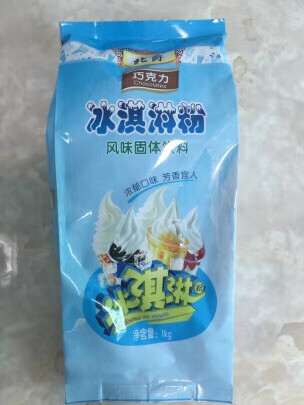 巧克力
Chocolates
冰淇淋粉
风味固体饮料
浓郁口味 芳香宜人
冰淇淋
粉
净含量：1kg